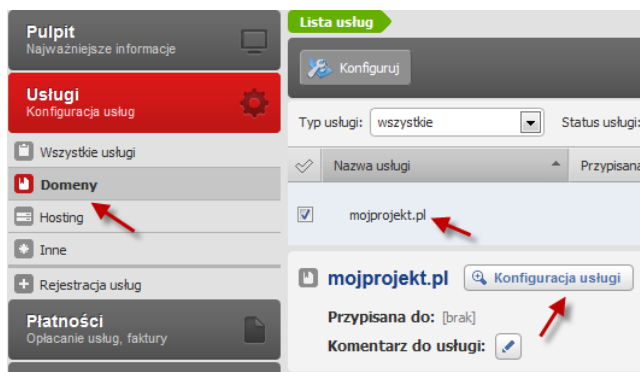 Pulpit
Najważniejsze informacje
Usługi
Konfiguracja usług
Wszystkie usługi
Domeny
Hosting
Inne
Rejestracja usług
Płatności
Opłacanie usług, faktury
Lista usług
Konfiguruj
Typ usługi: wszystkie Status usługi:
Nazwa usługi Przypisana
mojprojekt.pl
mojprojekt.pl Konfiguracja usługi
Przypisana do: [brak]
Komentarz do usługi: